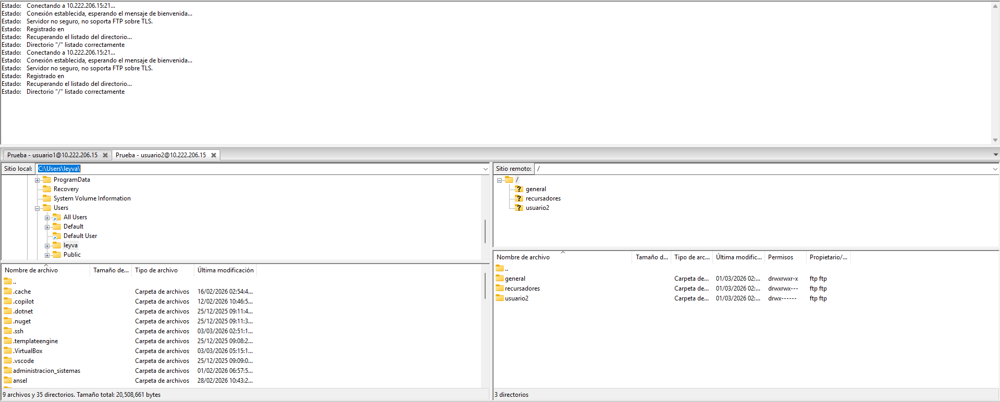 Estado: Conectando a 10.222.206.15:21...
Estado: Conexión establecida, esperando el mensaje de bienvenida...
Estado: Servidor no seguro, no soporta FTP sobre TLS.
Estado: Registrado en
Estado: Recuperando el listado del directorio...
Estado: Directorio "/" listado correctamente
Estado: Conectando a 10.222.206.15:21...
Estado: Conexión establecida, esperando el mensaje de bienvenida...
Estado: Servidor no seguro, no soporta FTP sobre TLS.
Estado: Registrado en
Estado: Recuperando el listado del directorio...
Estado: Directorio "/" listado correctamente
Prueba - usuario1@10.222.206.15 Prueba - usuario2@10.222.206.15
Sitio local: C:\Users\leyva\
ProgramData
Recovery
System Volume Information
Users
All Users
Default
Default User
leyva
Public
Nombre de archivo Tamaño de... Tipo de archivo Última modificación
..
.cache Carpeta de archivos 16/02/2026 02:54:4...
.copilot Carpeta de archivos 12/02/2026 10:46:5...
.dotnet Carpeta de archivos 25/12/2025 09:11:4...
.nuget Carpeta de archivos 25/12/2025 09:11:3...
.ssh Carpeta de archivos 03/03/2026 02:51:1...
.templateengine Carpeta de archivos 25/12/2025 09:08:2...
.VirtualBox Carpeta de archivos 03/03/2026 05:15:1...
.vscode Carpeta de archivos 25/12/2025 09:09:0...
administracion_sistemas Carpeta de archivos 01/02/2026 06:57:5...
ansel Carpeta de archivos 28/02/2026 10:43:2...
9 archivos y 35 directorios. Tamaño total: 20,508,661 bytes
Sitio remoto: /
/
? general
? recursadores
? usuario2
Nombre de archivo Tamaño d... Tipo de arc... Última modific... Permisos Propietario/...
..
general Carpeta de... 01/03/2026 02:... drwxrwxr-x ftp ftp
recursadores Carpeta de... 01/03/2026 02:... drwxrwx--- ftp ftp
usuario2 Carpeta de... 01/03/2026 02:... drwx------ ftp ftp
3 directorios